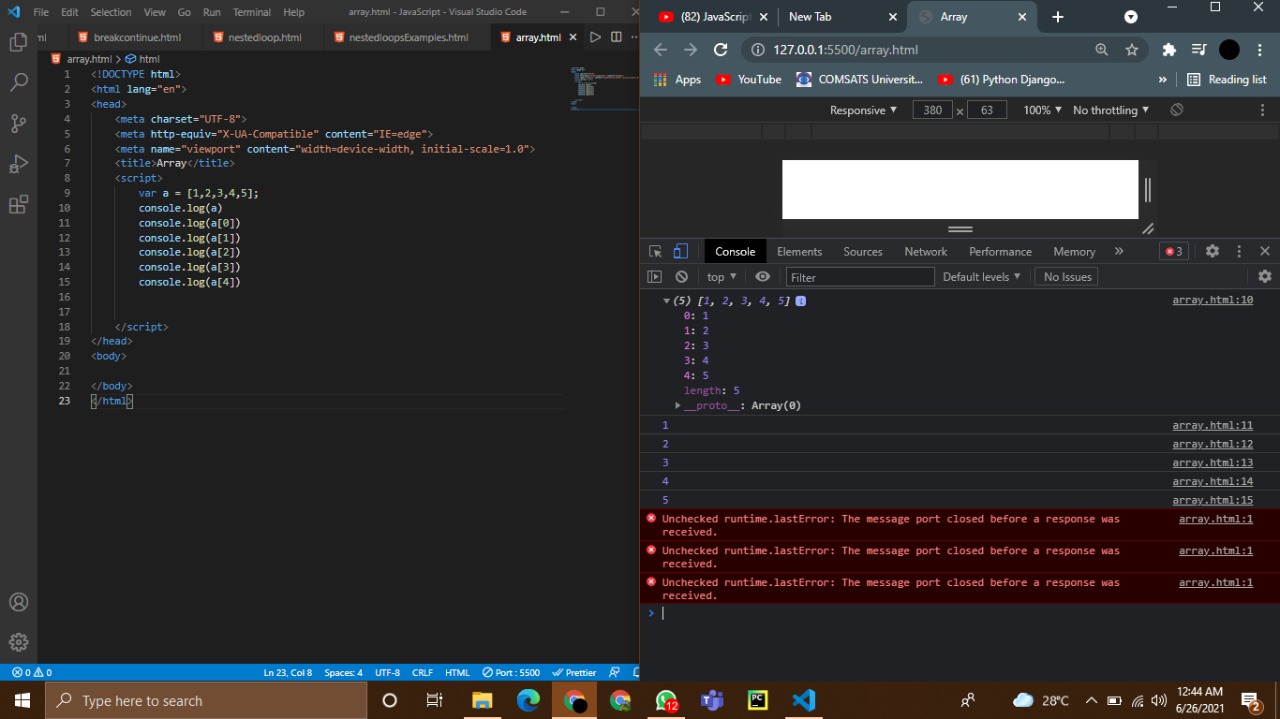 File Edit Selection View Go Run Terminal Help array.html - JavaScript - Visual Studio Code
ml breakcontinue.html nestedloop.html nestedloopsExamples.html array.html
array.html > html
1 <!DOCTYPE html>
2 <html lang="en">
3 <head>
4 <meta charset="UTF-8">
5 <meta http-equiv="X-UA-Compatible" content="IE=edge">
6 <meta name="viewport" content="width=device-width, initial-scale=1.0">
7 <title>Array</title>
8 <script>
9 var a = [1,2,3,4,5];
10 console.log(a)
11 console.log(a[0])
12 console.log(a[1])
13 console.log(a[2])
14 console.log(a[3])
15 console.log(a[4])
16
17
18 </script>
19 </head>
20 <body>
21
22 </body>
23 </html>
0 0 Ln 23, Col 8 Spaces: 4 UTF-8 CRLF HTML Port : 5500 Prettier
(82) JavaScript New Tab Array
127.0.0.1:5500/array.html
Apps YouTube COMSATS Universit... (61) Python Django... » Reading list
Responsive 380 x 63 100% No throttling
Console Elements Sources Network Performance Memory » 3
top Filter Default levels No Issues
(5) [1, 2, 3, 4, 5] array.html:10
0: 1
1: 2
2: 3
3: 4
4: 5
length: 5
__proto__: Array(0)
1 array.html:11
2 array.html:12
3 array.html:13
4 array.html:14
5 array.html:15
Unchecked runtime.lastError: The message port closed before a response was array.html:1
received.
Unchecked runtime.lastError: The message port closed before a response was array.html:1
received.
Unchecked runtime.lastError: The message port closed before a response was array.html:1
received.
>
Type here to search 12 PC 28°C 12:44 AM
6/26/2021 2